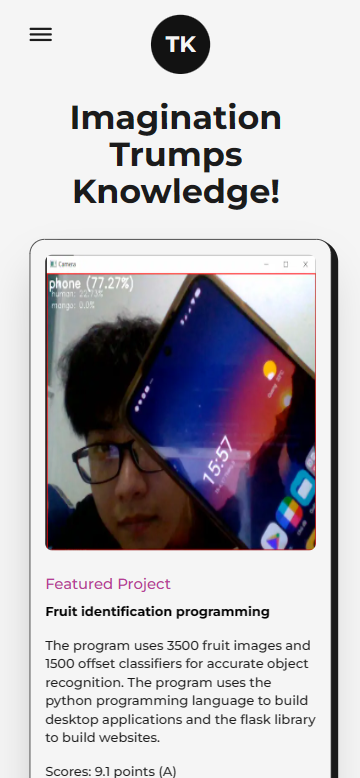 TK
Imagination
Trumps
Knowledge!
Camera
phone (77.27%)
human: 22.73%
mango: 0.0%
15:57
Featured Project
Fruit identification programming
The program uses 3500 fruit images and
1500 offset classifiers for accurate object
recognition. The program uses the
python programming language to build
desktop applications and the flask library
to build websites.
Scores: 9.1 points (A)